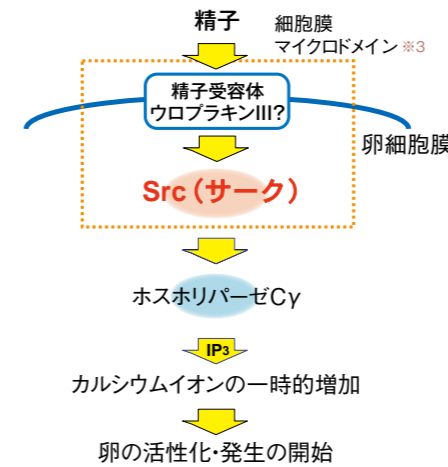 精子
細胞膜
マイクロドメイン※3
精子受容体
ウロプラキンIII?
卵細胞膜
Src(サーク)
ホスホリパーゼCγ
IP3
カルシウムイオンの一時的増加
卵の活性化・発生の開始